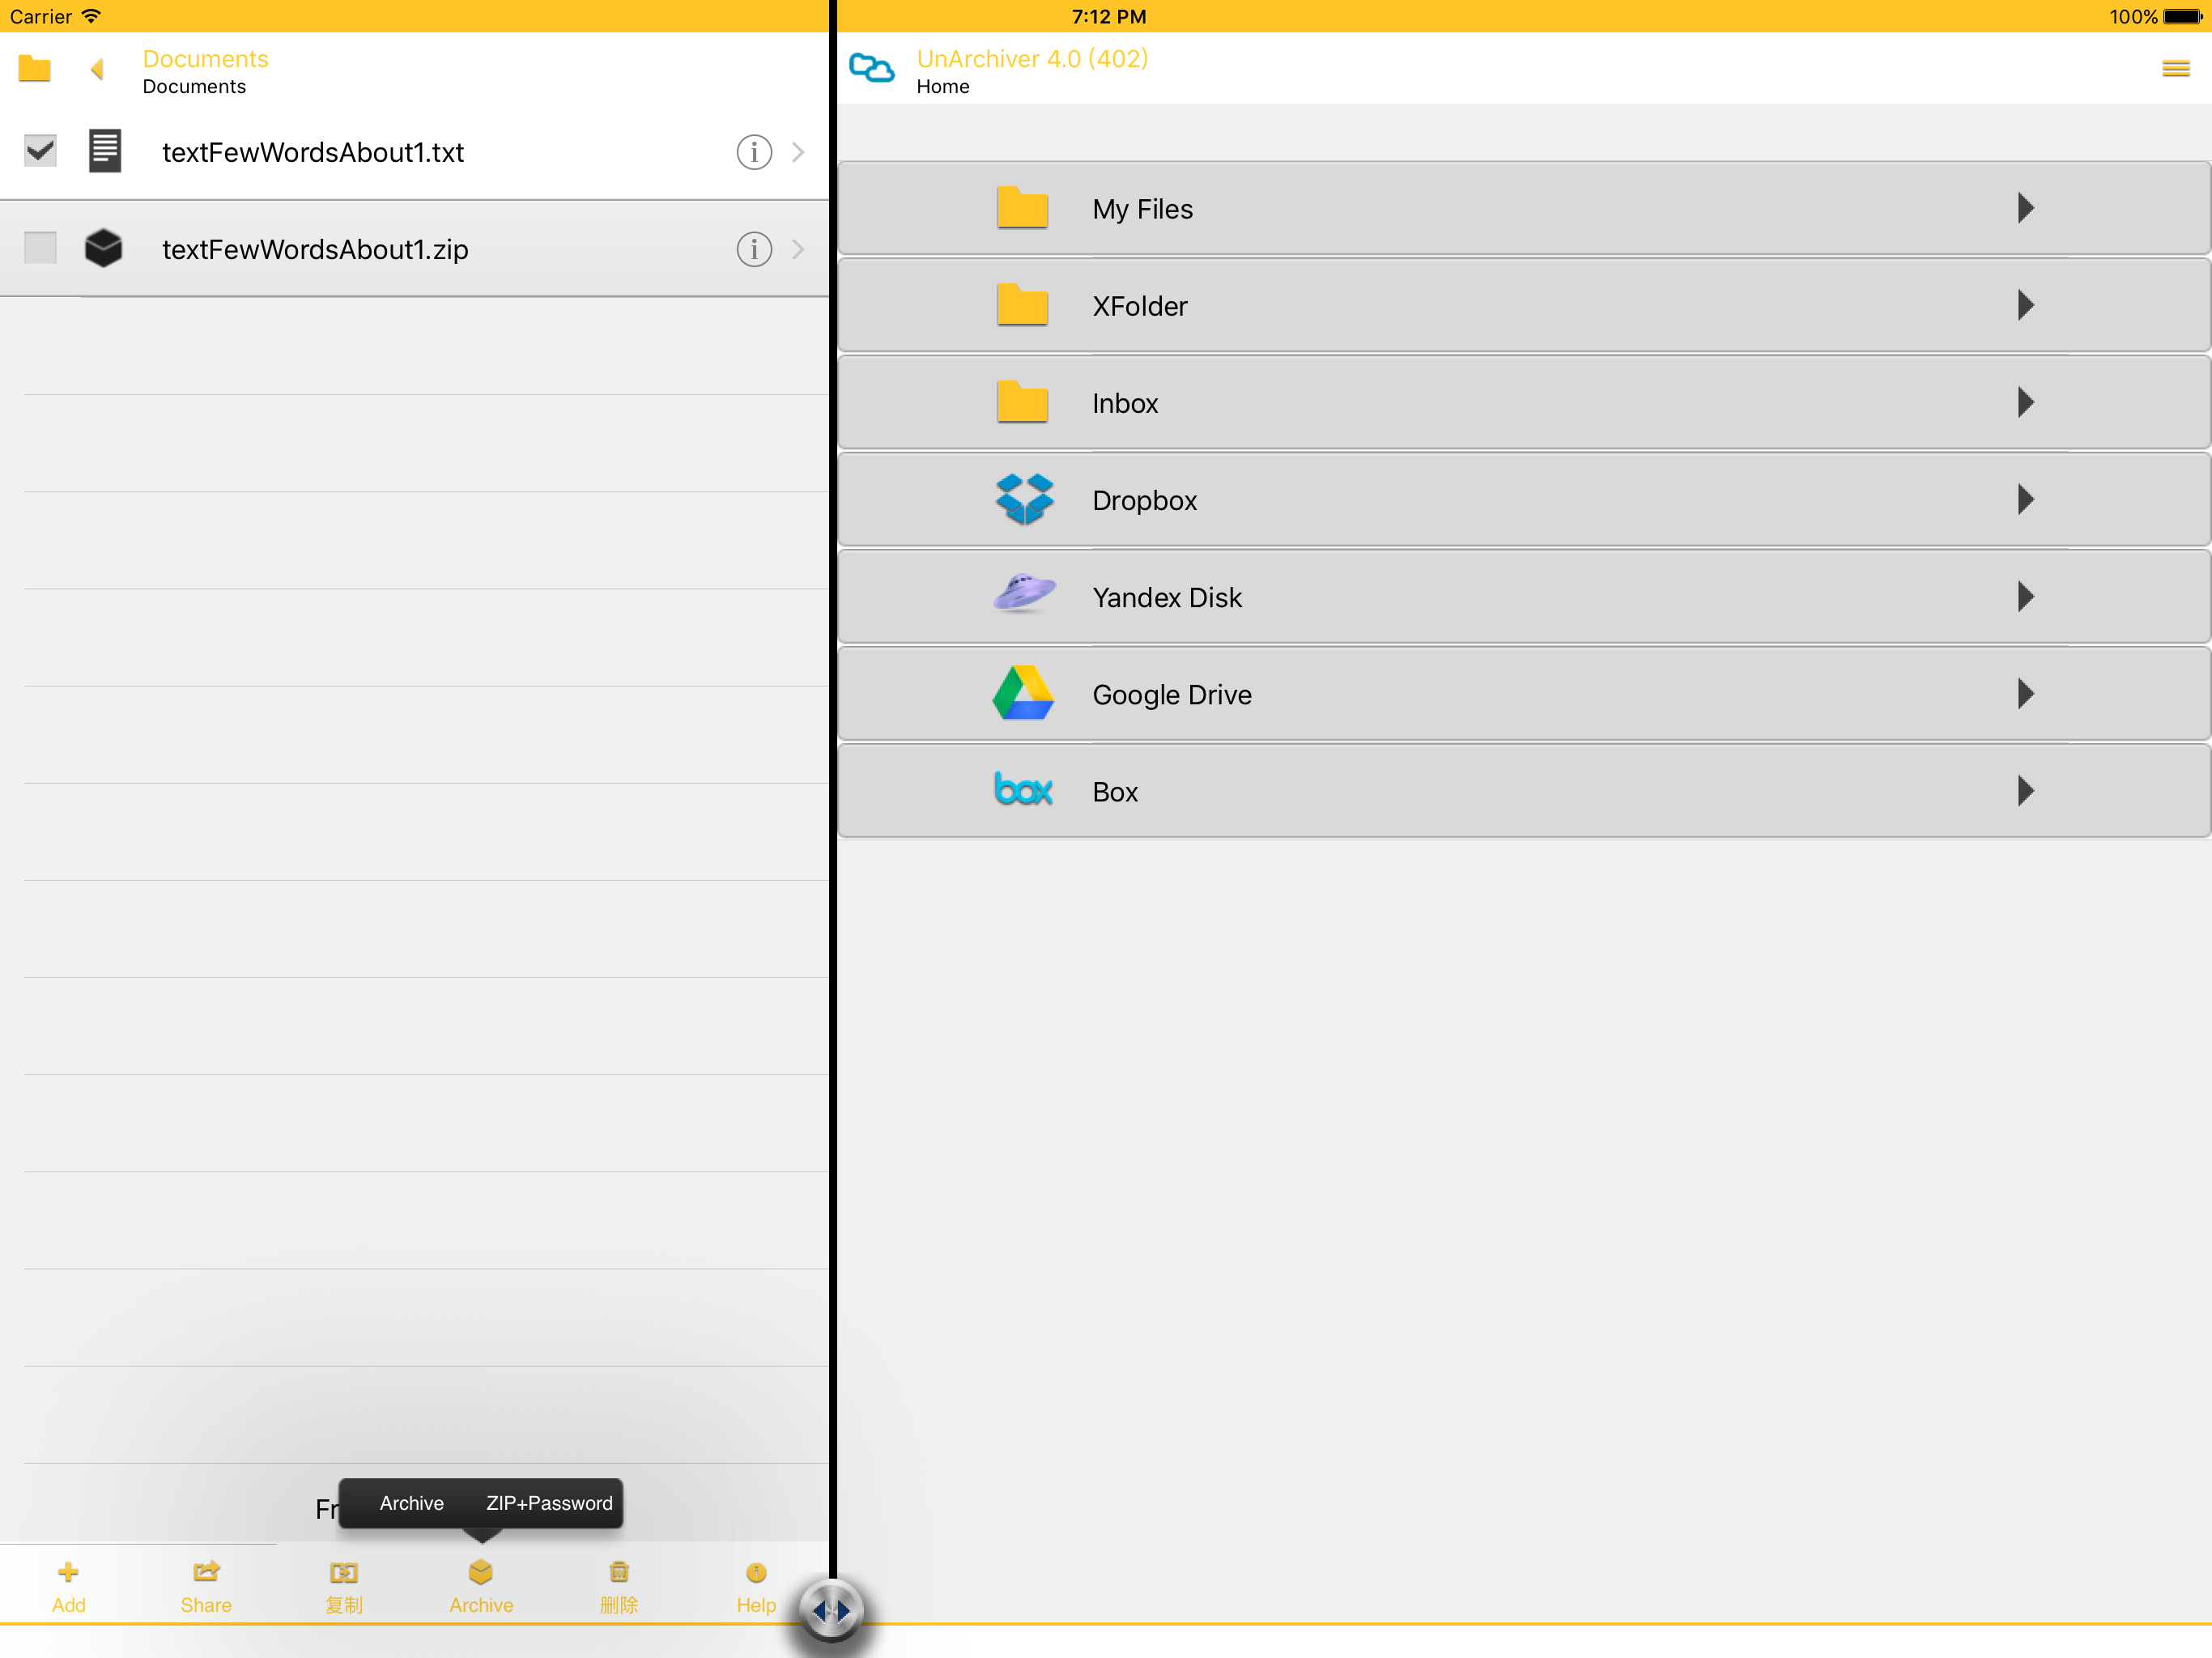 Carrier
7:12 PM
100%
Documents
Documents
textFewWordsAbout1.txt
textFewWordsAbout1.zip
Fr
Archive ZIP+Password
Add
Share
复制
Archive
删除
Help
UnArchiver 4.0 (402)
Home
My Files
XFolder
Inbox
Dropbox
Yandex Disk
Google Drive
box Box